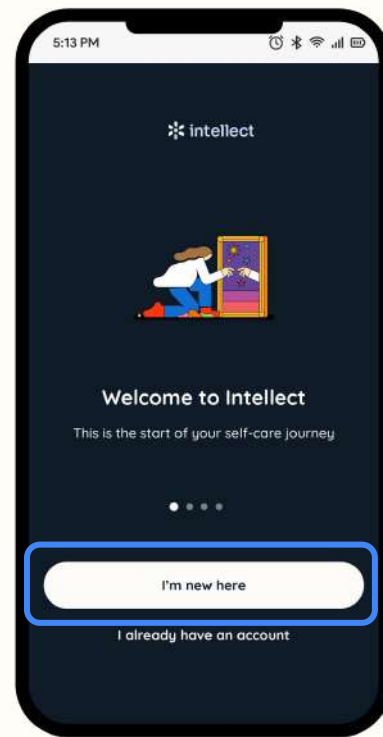 5:13 PM
intellect
Welcome to Intellect
This is the start of your self-care journey
I'm new here
I already have an account